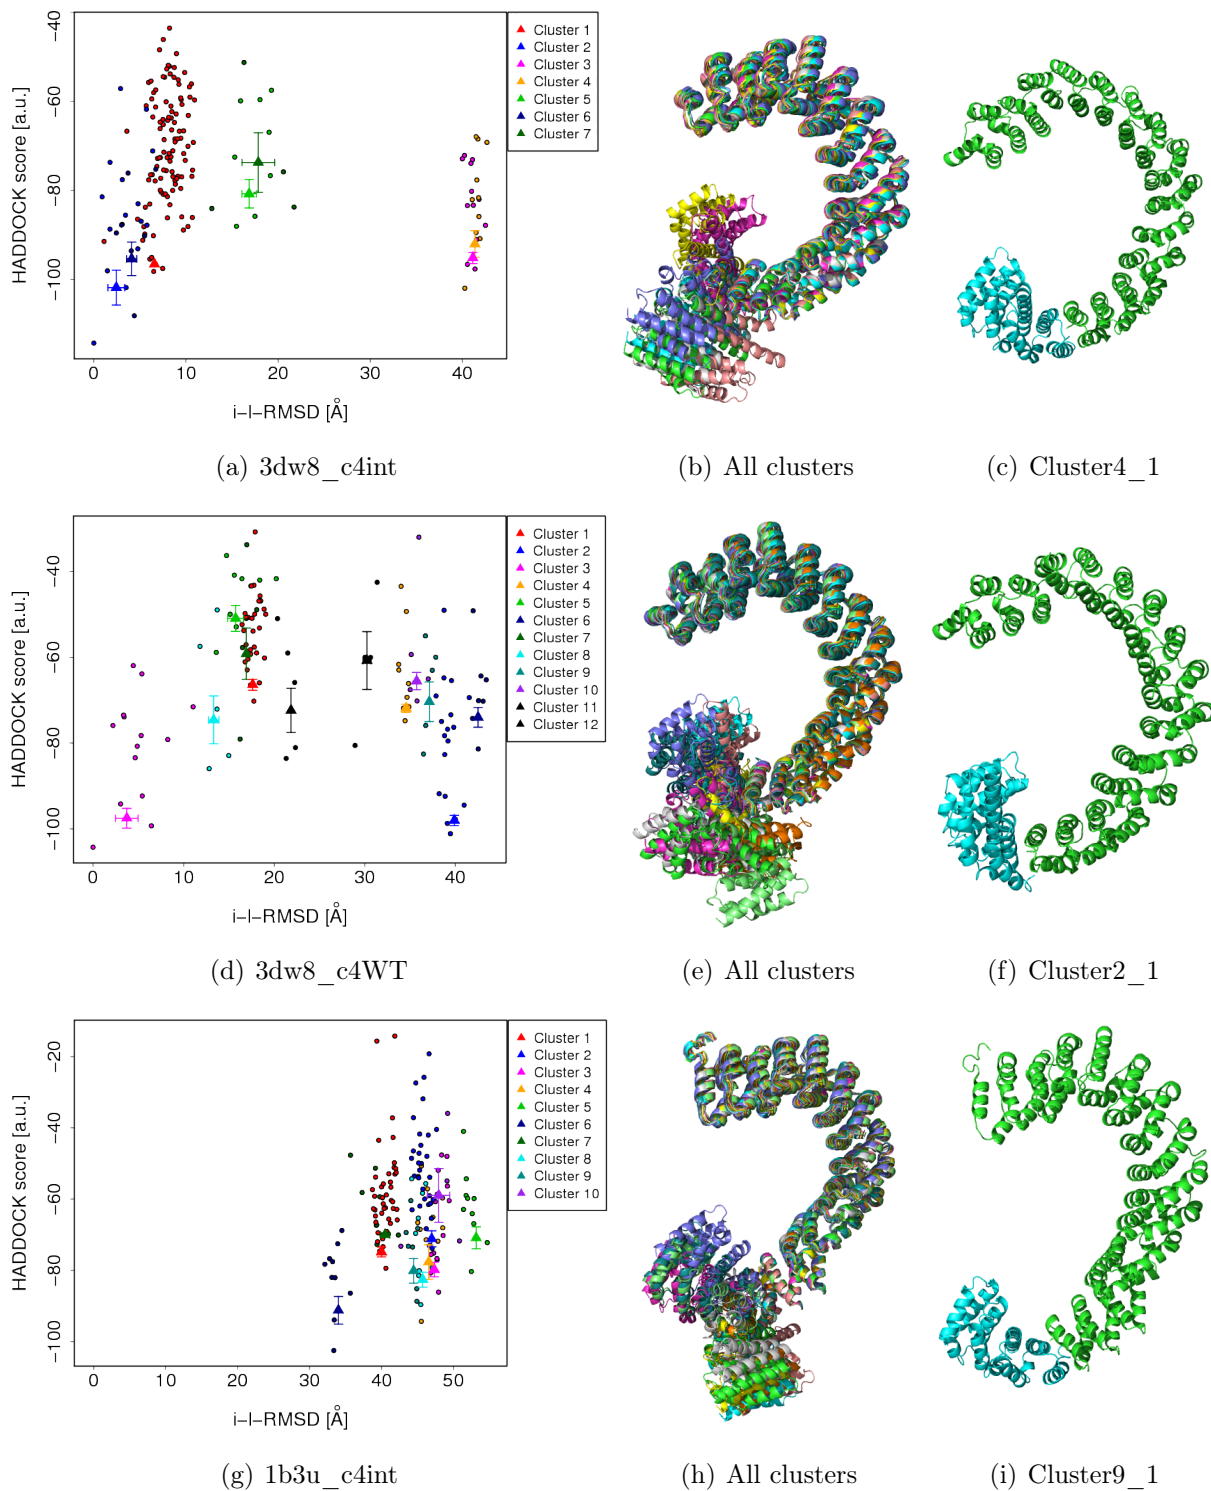 HADDOCK score [a.u.]
−40
−60
−80
−100
0 10 20 30 40
i−l−RMSD [Å]
Cluster 1
Cluster 2
Cluster 3
Cluster 4
Cluster 5
Cluster 6
Cluster 7
(a) 3dw8_c4int
(b) All clusters
(c) Cluster4_1
HADDOCK score [a.u.]
−40
−60
−80
−100
0 10 20 30 40
i−l−RMSD [Å]
Cluster 1
Cluster 2
Cluster 3
Cluster 4
Cluster 5
Cluster 6
Cluster 7
Cluster 8
Cluster 9
Cluster 10
Cluster 11
Cluster 12
(d) 3dw8_c4WT
(e) All clusters
(f) Cluster2_1
HADDOCK score [a.u.]
−20
−40
−60
−80
−100
0 10 20 30 40 50
i−l−RMSD [Å]
Cluster 1
Cluster 2
Cluster 3
Cluster 4
Cluster 5
Cluster 6
Cluster 7
Cluster 8
Cluster 9
Cluster 10
(g) 1b3u_c4int
(h) All clusters
(i) Cluster9_1